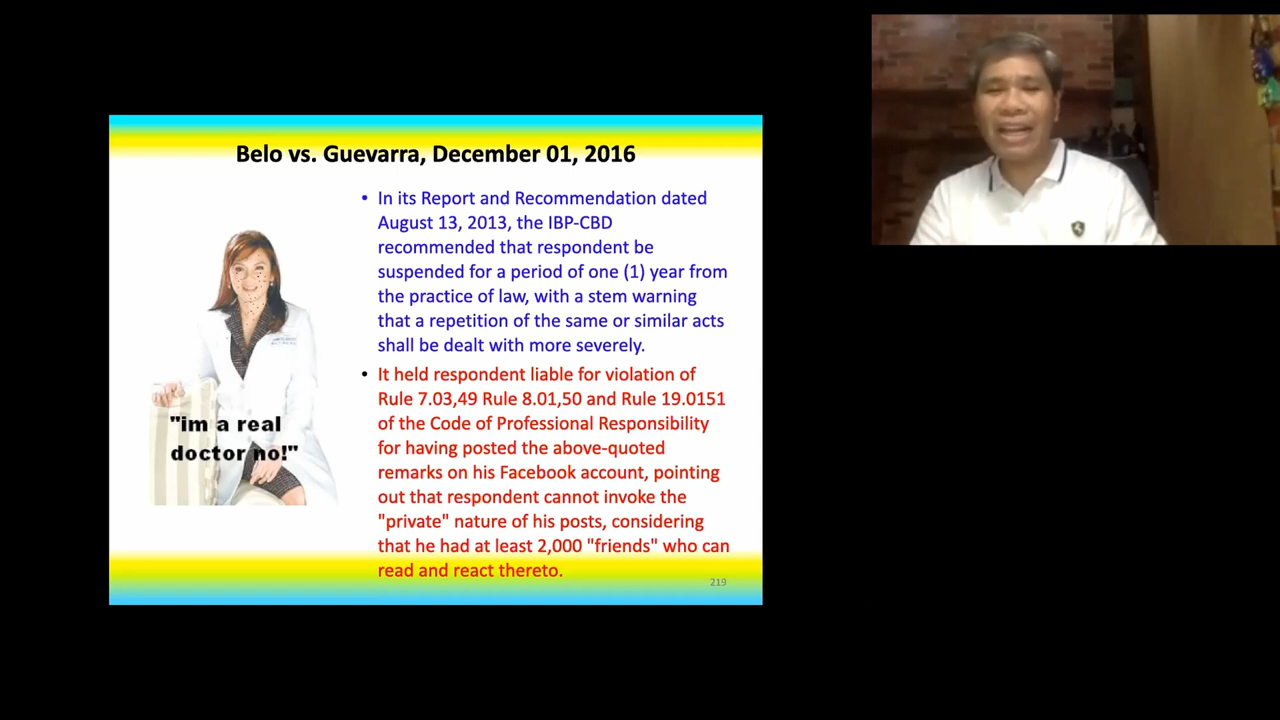 Belo vs. Guevarra, December 01, 2016
• In its Report and Recommendation dated
August 13, 2013, the IBP-CBD
recommended that respondent be
suspended for a period of one (1) year from
the practice of law, with a stem warning
that a repetition of the same or similar acts
shall be dealt with more severely.
• It held respondent liable for violation of
Rule 7.03,49 Rule 8.01,50 and Rule 19.0151
of the Code of Professional Responsibility
for having posted the above-quoted
remarks on his Facebook account, pointing
out that respondent cannot invoke the
"private" nature of his posts, considering
that he had at least 2,000 "friends" who can
read and react thereto.
"im a real
doctor no!"
219